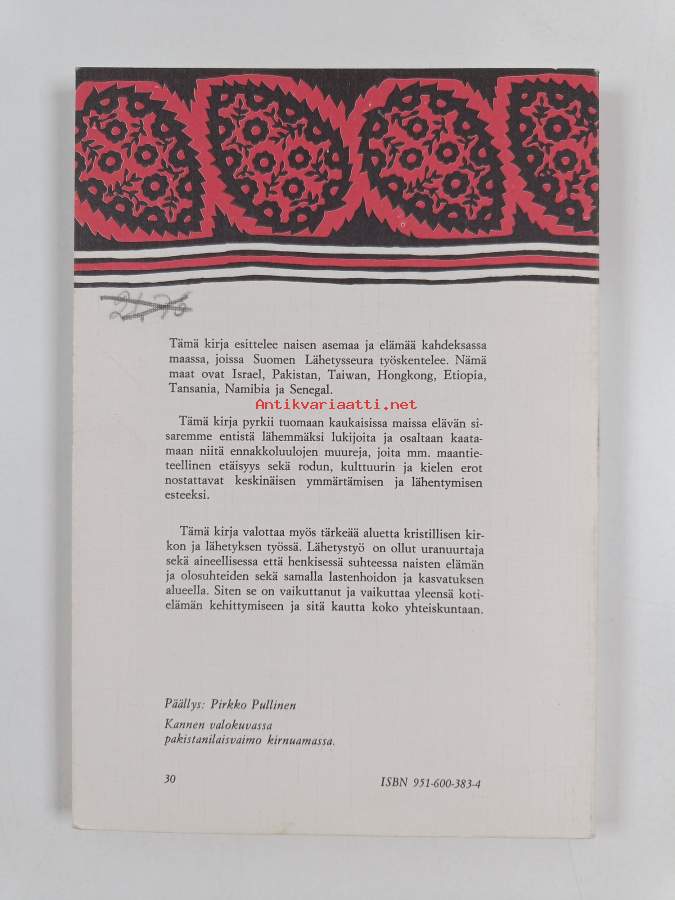 Tämä kirja esittelee naisen asemaa ja elämää kahdeksassa
maassa, joissa Suomen Lähetysseura työskentelee. Nämä
maat ovat Israel, Pakistan, Taiwan, Hongkong, Etiopia,
Tansania, Namibia ja Senegal.
Antikvariaatti.net
Tämä kirja pyrkii tuomaan kaukaisissa maissa elävän si-
saremme entistä lähemmäksi lukijoita ja osaltaan kaata-
maan niitä ennakkoluulojen muureja, joita mm. maantie-
teellinen etäisyys sekä rodun, kulttuurin ja kielen erot
nostattavat keskinäisen ymmärtämisen ja lähentymisen
esteeksi.
Tämä kirja valottaa myös tärkeää aluetta kristillisen kir-
kon ja lähetyksen työssä. Lähetystyö on ollut uranuurtaja
sekä aineellisessa että henkisessä suhteessa naisten elämän
ja olosuhteiden sekä samalla lastenhoidon ja kasvatuksen
alueella. Siten se on vaikuttanut ja vaikuttaa yleensä koti-
elämän kehittymiseen ja sitä kautta koko yhteiskuntaan.
Päällys: Pirkko Pullinen
Kannen valokuvassa
pakistanilaisvaimo kirnuamassa.
30
ISBN 951-600-383-4